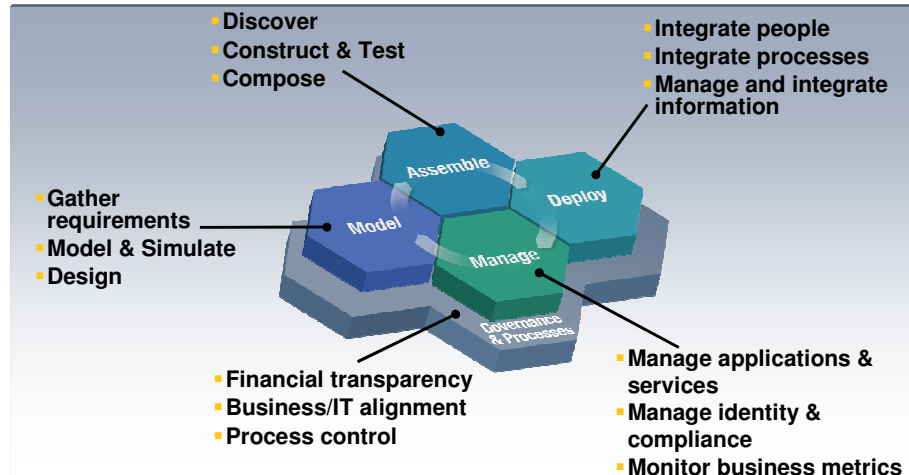 Discover
Construct & Test
Compose
Integrate people
Integrate processes
Manage and integrate
information
Assemble
Deploy
Model
Manage
Governance
& Processes
Gather
requirements
Model & Simulate
Design
Financial transparency
Business/IT alignment
Process control
Manage applications &
services
Manage identity &
compliance
Monitor business metrics